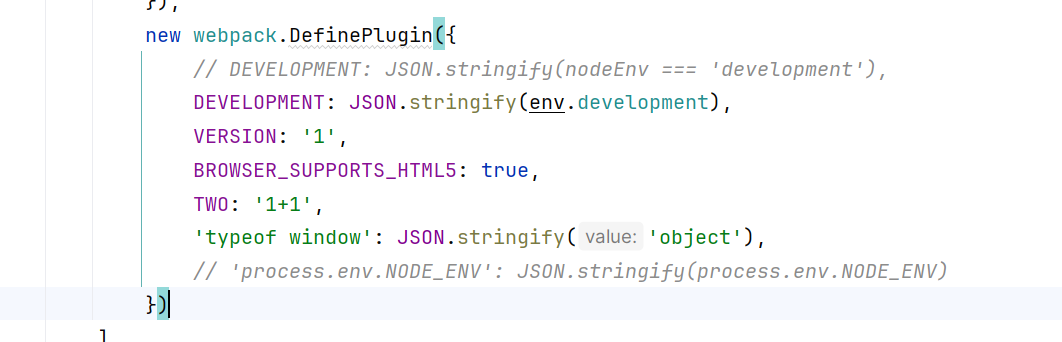 }),
new webpack.DefinePlugin({
// DEVELOPMENT: JSON.stringify(nodeEnv === 'development'),
DEVELOPMENT: JSON.stringify(env.development),
VERSION: '1',
BROWSER_SUPPORTS_HTML5: true,
TWO: '1+1',
'typeof window': JSON.stringify( value: 'object'),
// 'process.env.NODE_ENV': JSON.stringify(process.env.NODE_ENV)
})
]